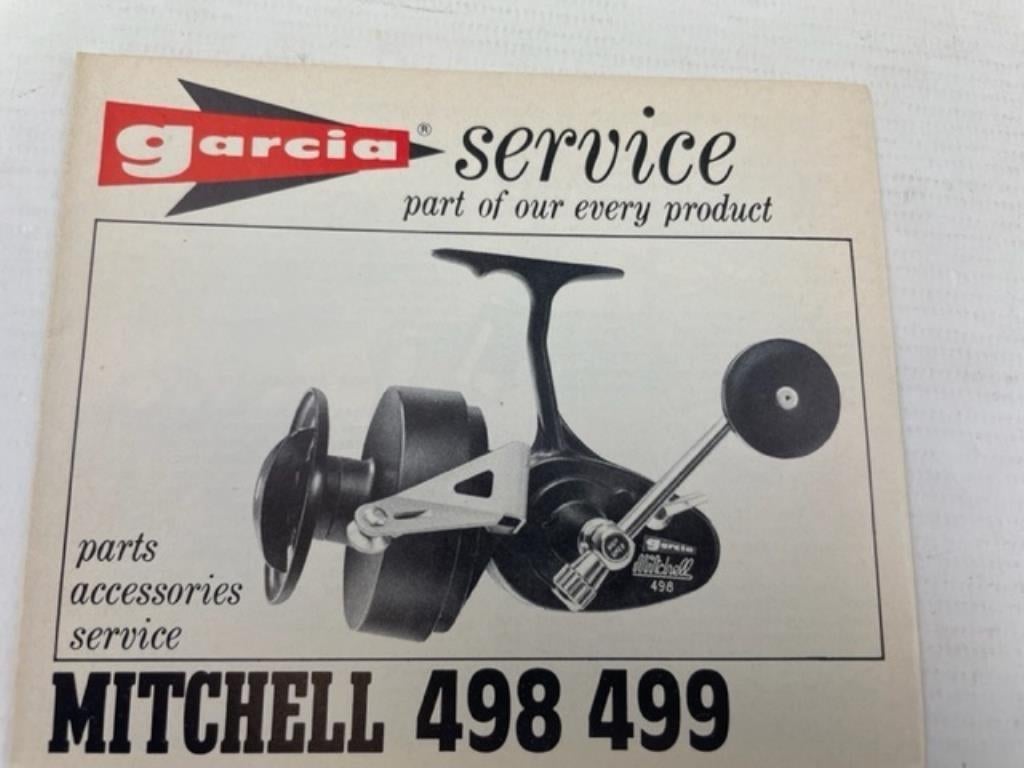 garcia® service
part of our every product
garcia
Mitchell
498
parts
accessories
service
MITCHELL 498 499